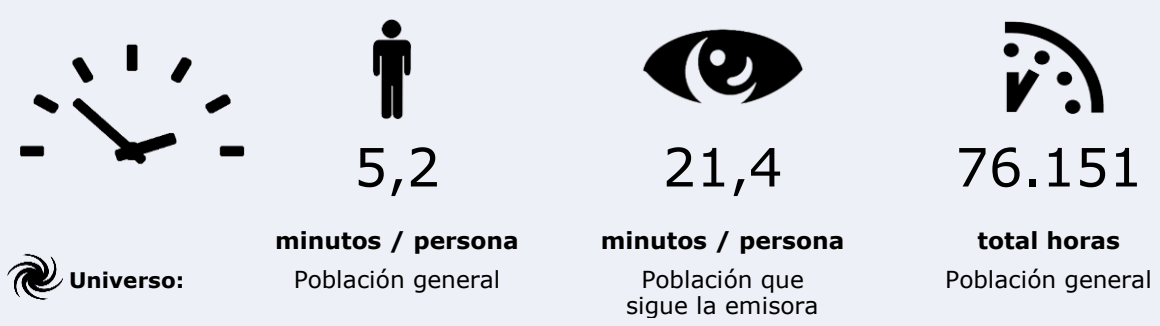 5,2
21,4
76.151
minutos / persona
minutos / persona
total horas
Universo:
Población general
Población que
sigue la emisora
Población general